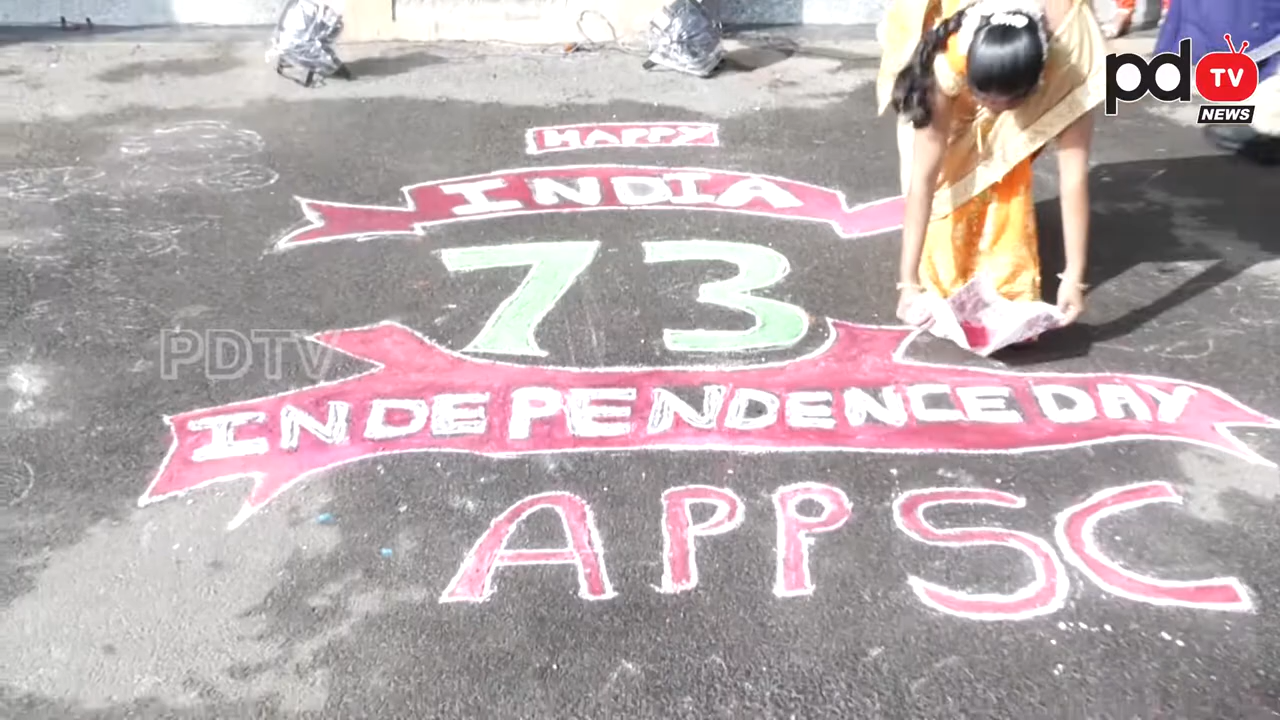 pd TV
NEWS
HAPPY
INDIA
73
PDTV
INDEPENDENCE DAY
APPSC